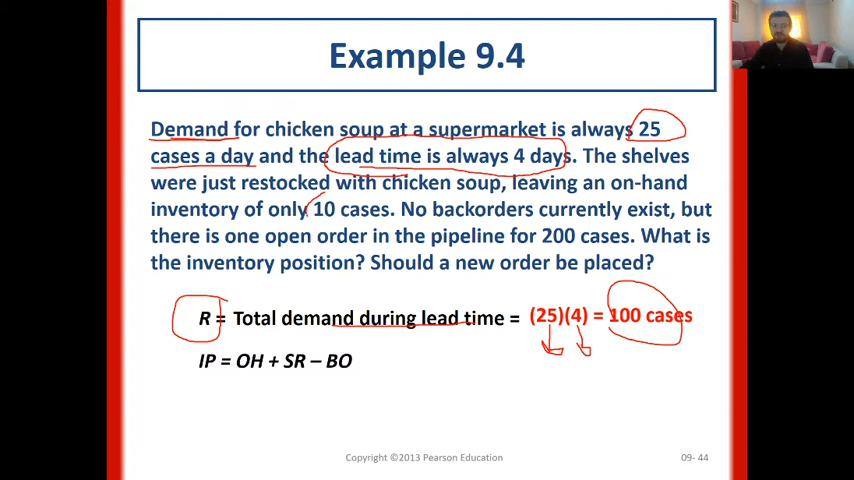 Example 9.4
Demand for chicken soup at a supermarket is always 25
cases a day and the lead time is always 4 days. The shelves
were just restocked with chicken soup, leaving an on-hand
inventory of only 10 cases. No backorders currently exist, but
there is one open order in the pipeline for 200 cases. What is
the inventory position? Should a new order be placed?
R = Total demand during lead time = (25)(4) = 100 cases
IP = OH + SR – BO
Copyright ©2013 Pearson Education 09- 44